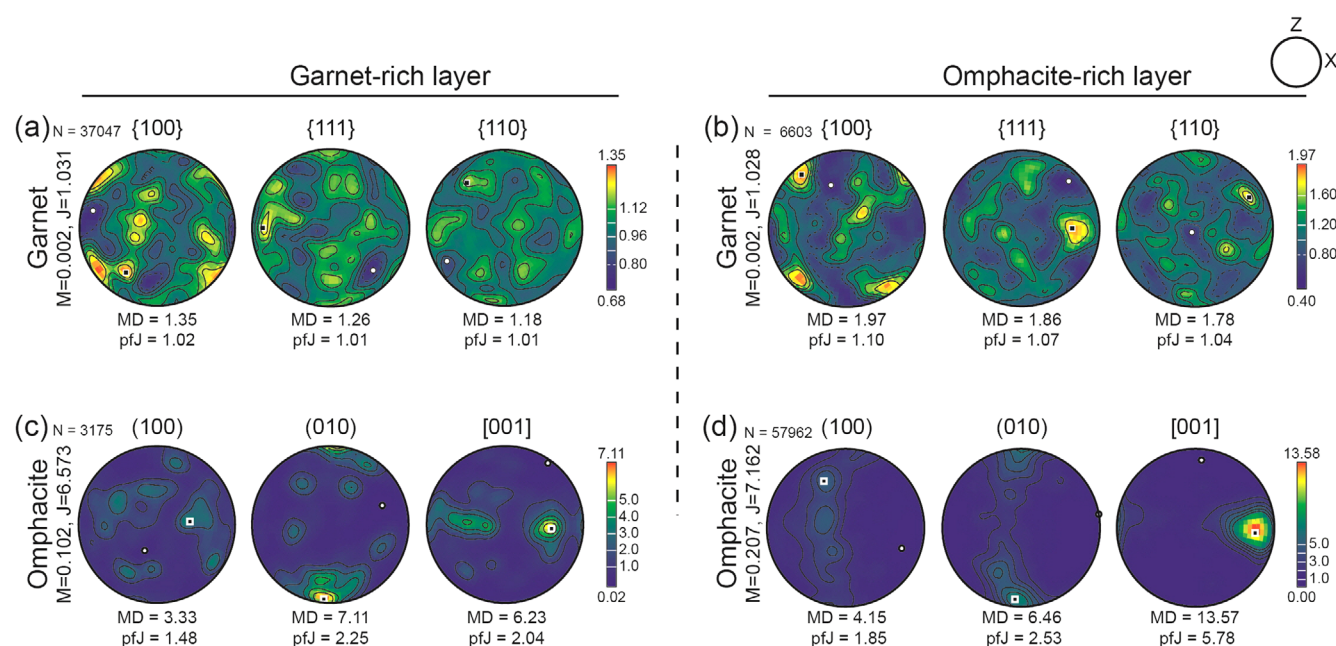 Z
X
Garnet-rich layer
Omphacite-rich layer
(a) N = 37047 {100} {111} {110}
Garnet
M=0.002, J=1.031
1.35
1.12
0.96
0.80
0.68
MD = 1.35 MD = 1.26 MD = 1.18
pfJ = 1.02 pfJ = 1.01 pfJ = 1.01
(b) N = 6603 {100} {111} {110}
Garnet
M=0.002, J=1.028
1.97
1.60
1.20
0.80
0.40
MD = 1.97 MD = 1.86 MD = 1.78
pfJ = 1.10 pfJ = 1.07 pfJ = 1.04
(c) N = 3175 (100) (010) [001]
Omphacite
M=0.102, J=6.573
7.11
5.0
4.0
3.0
2.0
1.0
0.02
MD = 3.33 MD = 7.11 MD = 6.23
pfJ = 1.48 pfJ = 2.25 pfJ = 2.04
(d) N = 57962 (100) (010) [001]
Omphacite
M=0.207, J=7.162
13.58
5.0
3.0
1.0
0.00
MD = 4.15 MD = 6.46 MD = 13.57
pfJ = 1.85 pfJ = 2.53 pfJ = 5.78